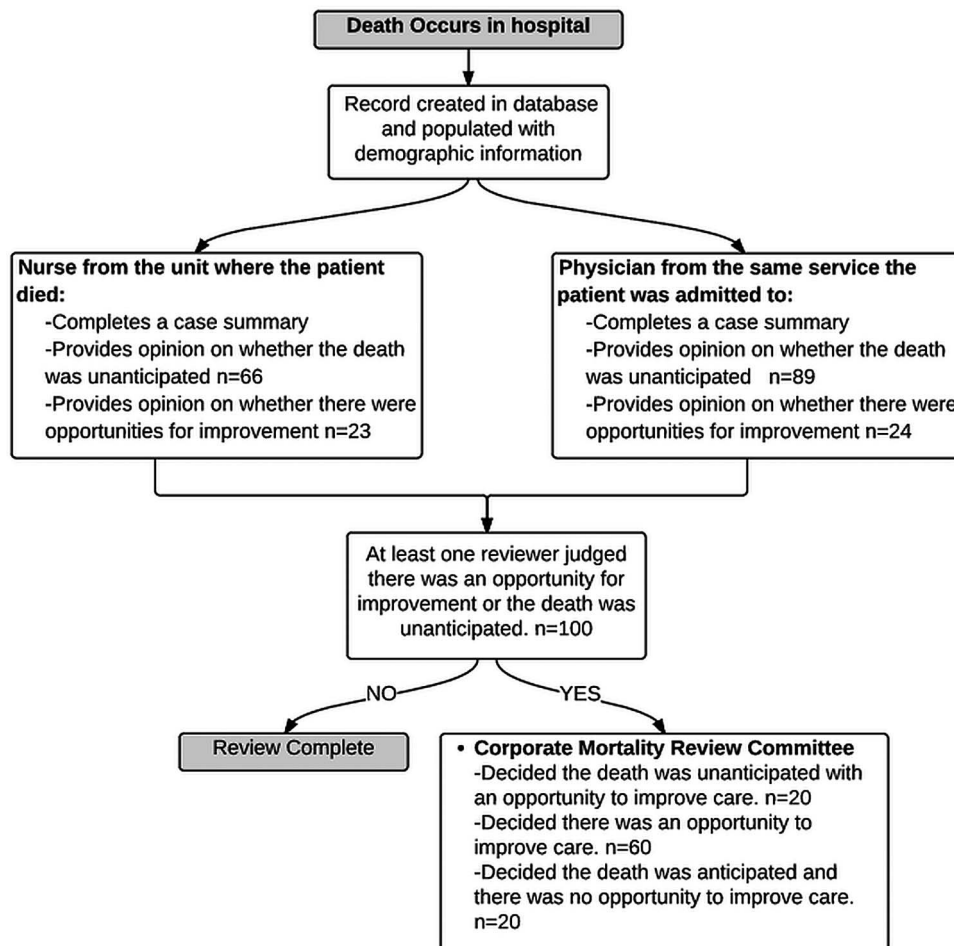 Death Occurs in hospital
Record created in database
and populated with
demographic information
Nurse from the unit where the patient
died:
-Completes a case summary
-Provides opinion on whether the death
was unanticipated n=66
-Provides opinion on whether there were
opportunities for improvement n=23
Physician from the same service the
patient was admitted to:
-Completes a case summary
-Provides opinion on whether the death
was unanticipated n=89
-Provides opinion on whether there were
opportunities for improvement n=24
At least one reviewer judged
there was an opportunity for
improvement or the death was
unanticipated. n=100
NO
YES
Review Complete
• Corporate Mortality Review Committee
-Decided the death was unanticipated with
an opportunity to improve care. n=20
-Decided there was an opportunity to
improve care. n=60
-Decided the death was anticipated and
there was no opportunity to improve care.
n=20